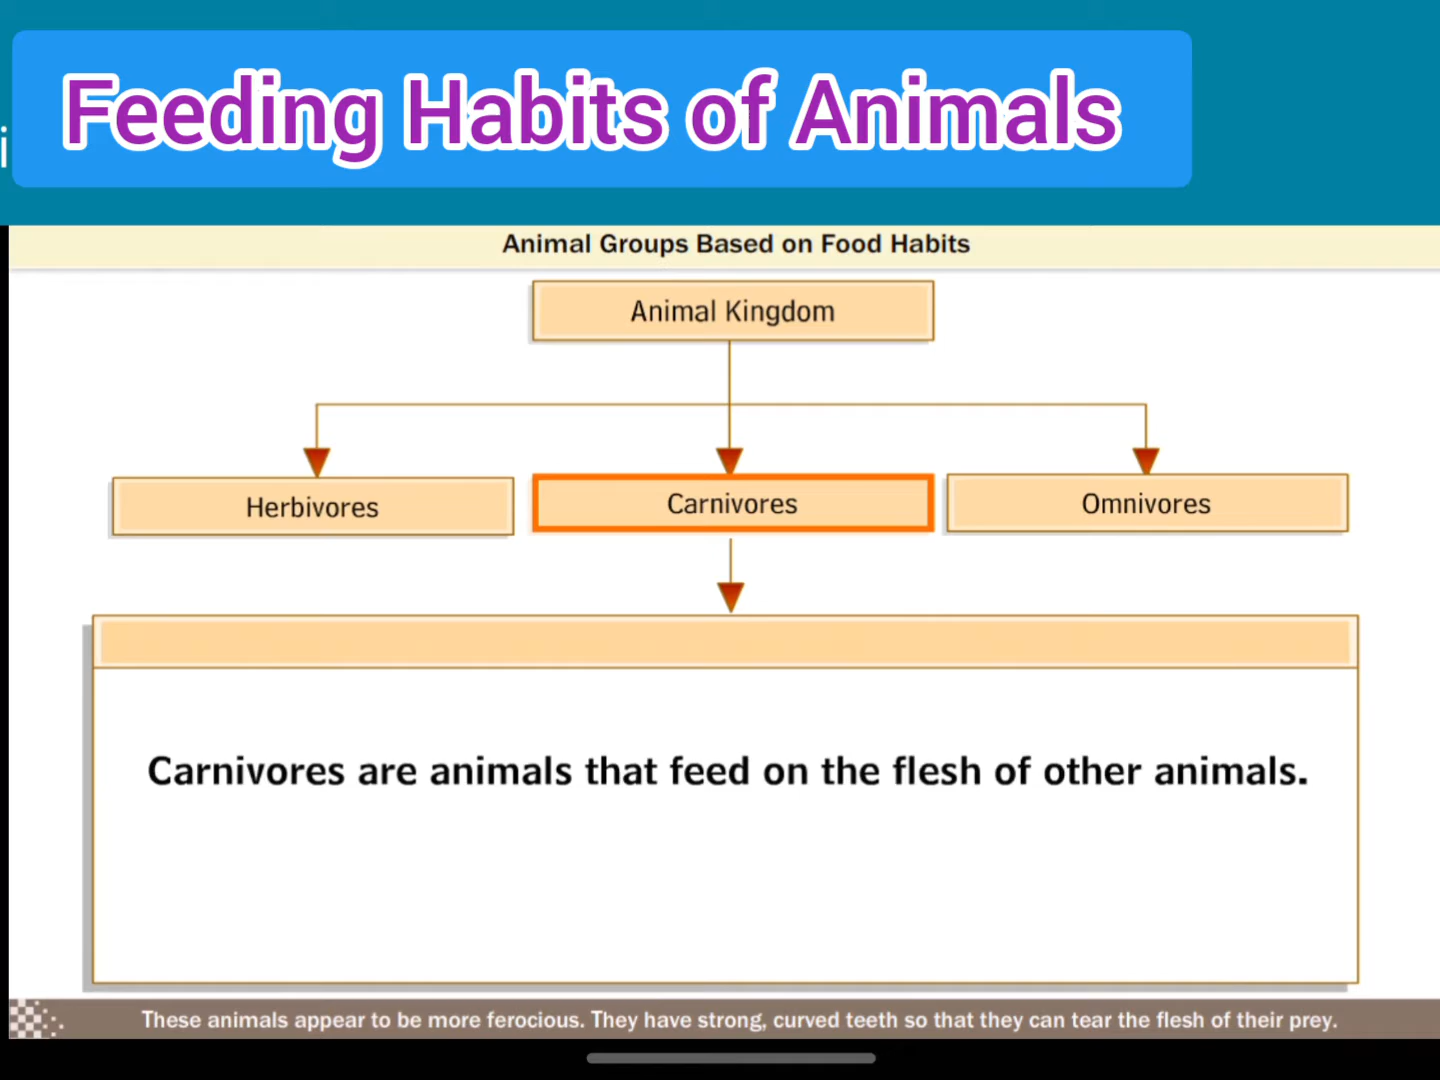 Feeding Habits of Animals
i
Animal Groups Based on Food Habits
Animal Kingdom
Herbivores
Carnivores
Omnivores
Carnivores are animals that feed on the flesh of other animals.
These animals appear to be more ferocious. They have strong, curved teeth so that they can tear the flesh of their prey.